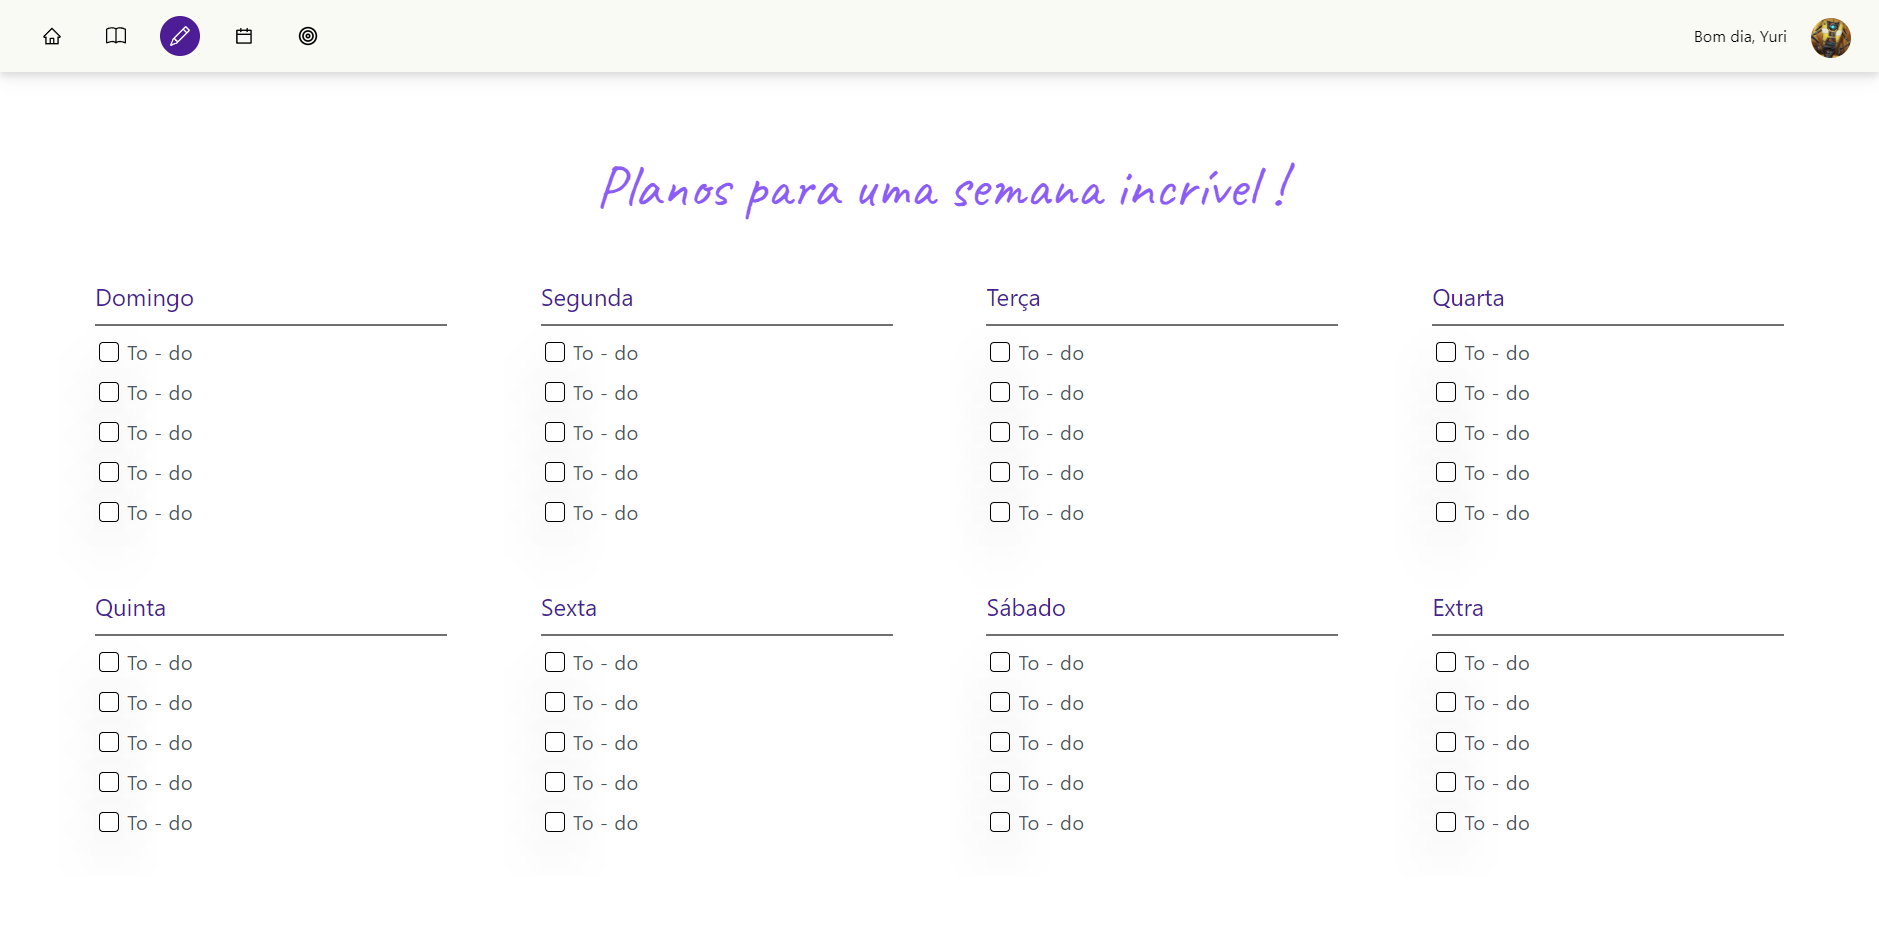 Bom dia, Yuri
Planos para uma semana incrível !
Domingo
To - do
To - do
To - do
To - do
To - do
Segunda
To - do
To - do
To - do
To - do
To - do
Terça
To - do
To - do
To - do
To - do
To - do
Quarta
To - do
To - do
To - do
To - do
To - do
Quinta
To - do
To - do
To - do
To - do
To - do
Sexta
To - do
To - do
To - do
To - do
To - do
Sábado
To - do
To - do
To - do
To - do
To - do
Extra
To - do
To - do
To - do
To - do
To - do